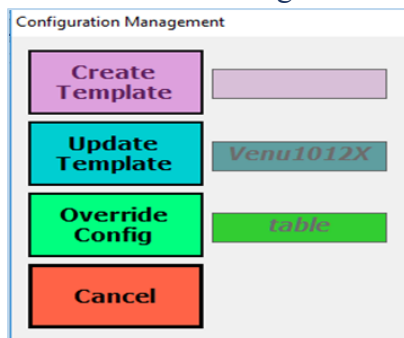 Configuration Management
Create
Template
Update
Template
Venu1012X
Override
Config
table
Cancel